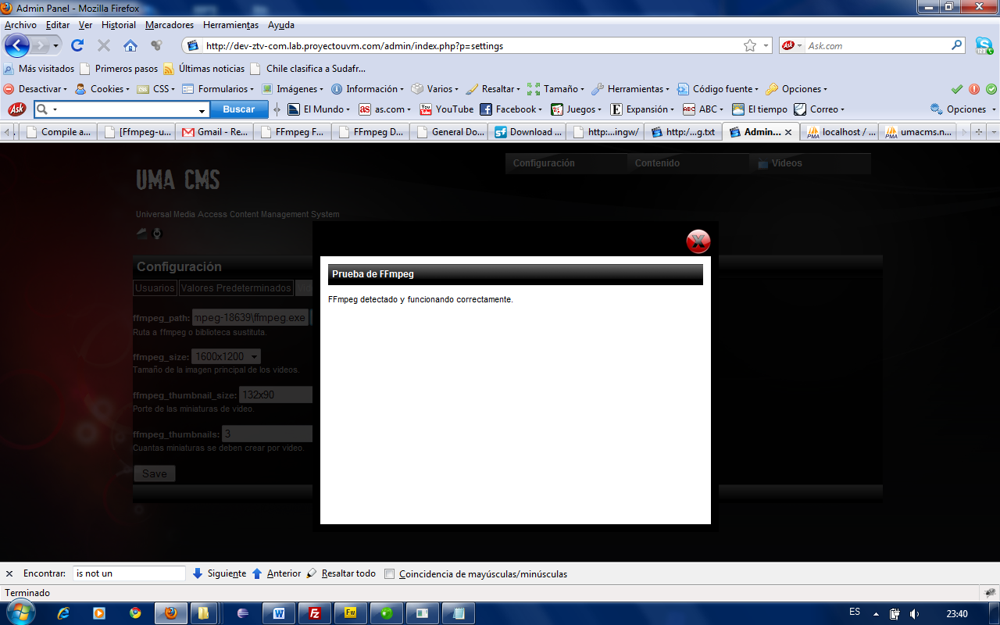 Admin Panel - Mozilla Firefox
Archivo Editar Ver Historial Marcadores Herramientas Ayuda
http://dev-ztv-com.lab.proyectouvm.com/admin/index.php?p=settings
Ask Ask.com
Más visitados Primeros pasos Últimas noticias Chile clasifica a Sudafr...
Desactivar Cookies CSS Formularios Imágenes Información Varios Resaltar Tamaño Herramientas Código fuente Opciones
Ask Buscar El Mundo as.com YouTube Facebook Juegos Expansión ABC El tiempo Correo Opciones
Compile a... [Ffmpeg-u... Gmail - Re... FFmpeg F... FFmpeg D... General Do... Download ... http:...ingw/ http:/...g.txt Admin... localhost / ... umacms.n...
Configuración Contenido Videos
UMA CMS
Universal Media Access Content Management System
Configuración
Usuarios Valores Predeterminados
Prueba de FFmpeg
FFmpeg detectado y funcionando correctamente.
ffmpeg_path: mpeg-18639\ffmpeg.exe
Ruta a ffmpeg o biblioteca sustituta.
ffmpeg_size: 1600x1200
Tamaño de la imagen principal de los videos.
ffmpeg_thumbnail_size: 132x90
Porte de las miniaturas de video.
ffmpeg_thumbnails: 3
Cuantas miniaturas se deben crear por video.
Save
Encontrar: is not un Siguiente Anterior Resaltar todo Coincidencia de mayúsculas/minúsculas
Terminado
ES 23:40